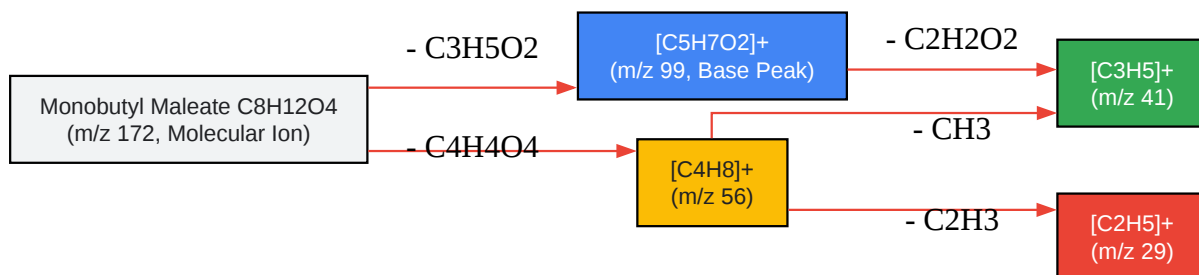 - C3H5O2
[C5H7O2]+
(m/z 99, Base Peak)
- C2H2O2
[C3H5]+
(m/z 41)
Monobutyl Maleate C8H12O4
(m/z 172, Molecular Ion)
- C4H4O4
- CH3
[C4H8]+
(m/z 56)
- C2H3
[C2H5]+
(m/z 29)